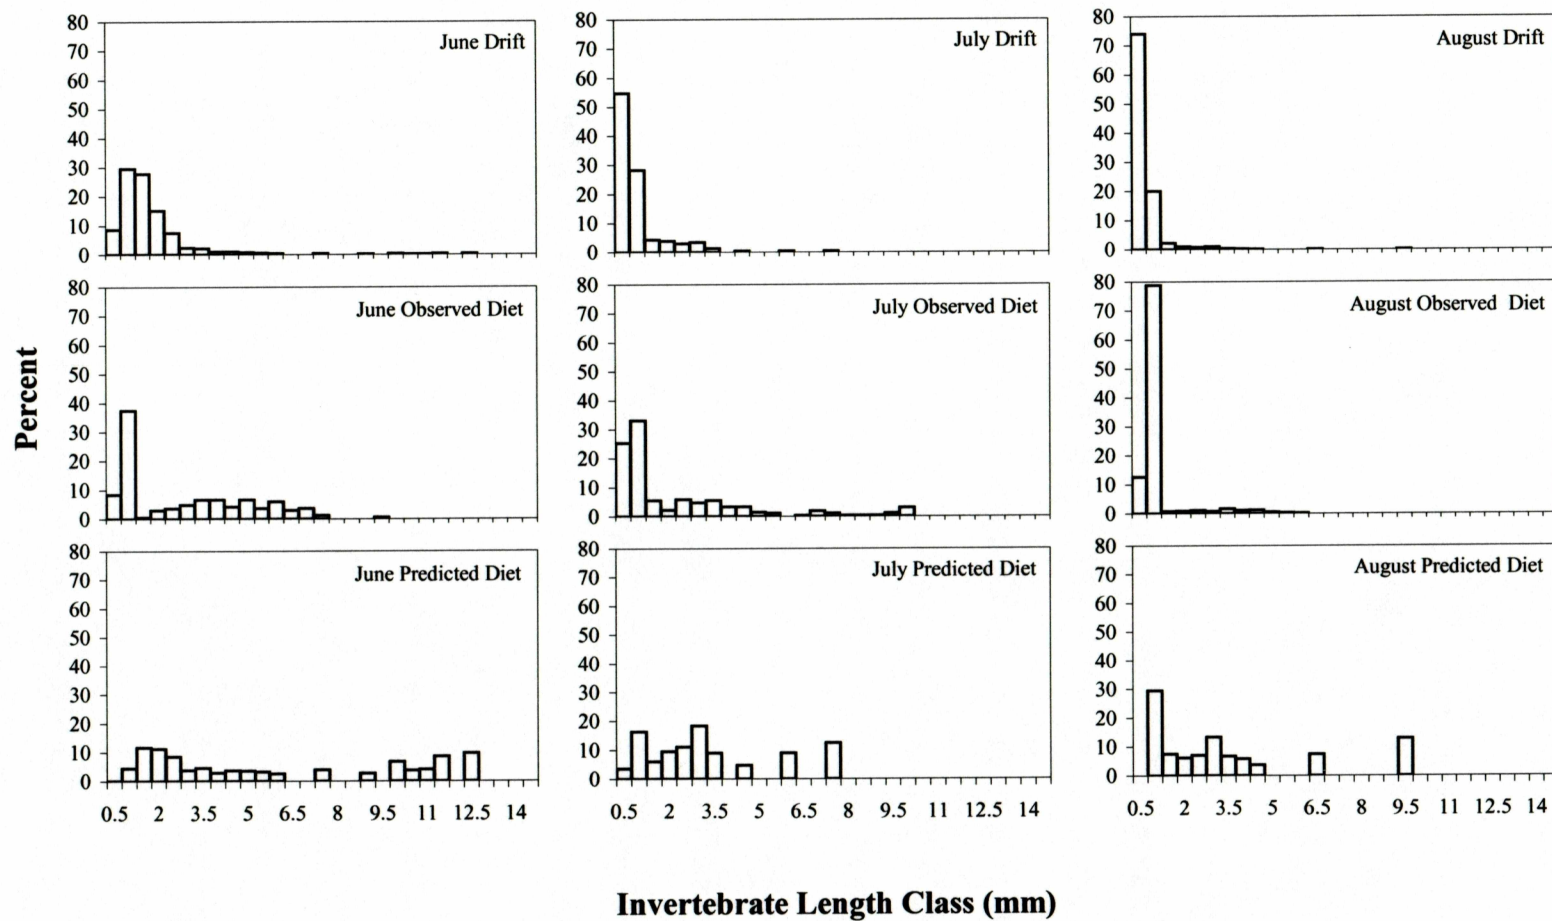 80 70 60 50 40 30 20 10 0
June Drift
80 70 60 50 40 30 20 10 0
July Drift
80 70 60 50 40 30 20 10 0
August Drift
Percent
80 70 60 50 40 30 20 10 0
June Observed Diet
80 70 60 50 40 30 20 10 0
July Observed Diet
80 70 60 50 40 30 20 10 0
August Observed Diet
80 70 60 50 40 30 20 10 0
June Predicted Diet
80 70 60 50 40 30 20 10 0
July Predicted Diet
80 70 60 50 40 30 20 10 0
August Predicted Diet
0.5 2 3.5 5 6.5 8 9.5 11 12.5 14
0.5 2 3.5 5 6.5 8 9.5 11 12.5 14
0.5 2 3.5 5 6.5 8 9.5 11 12.5 14
Invertebrate Length Class (mm)